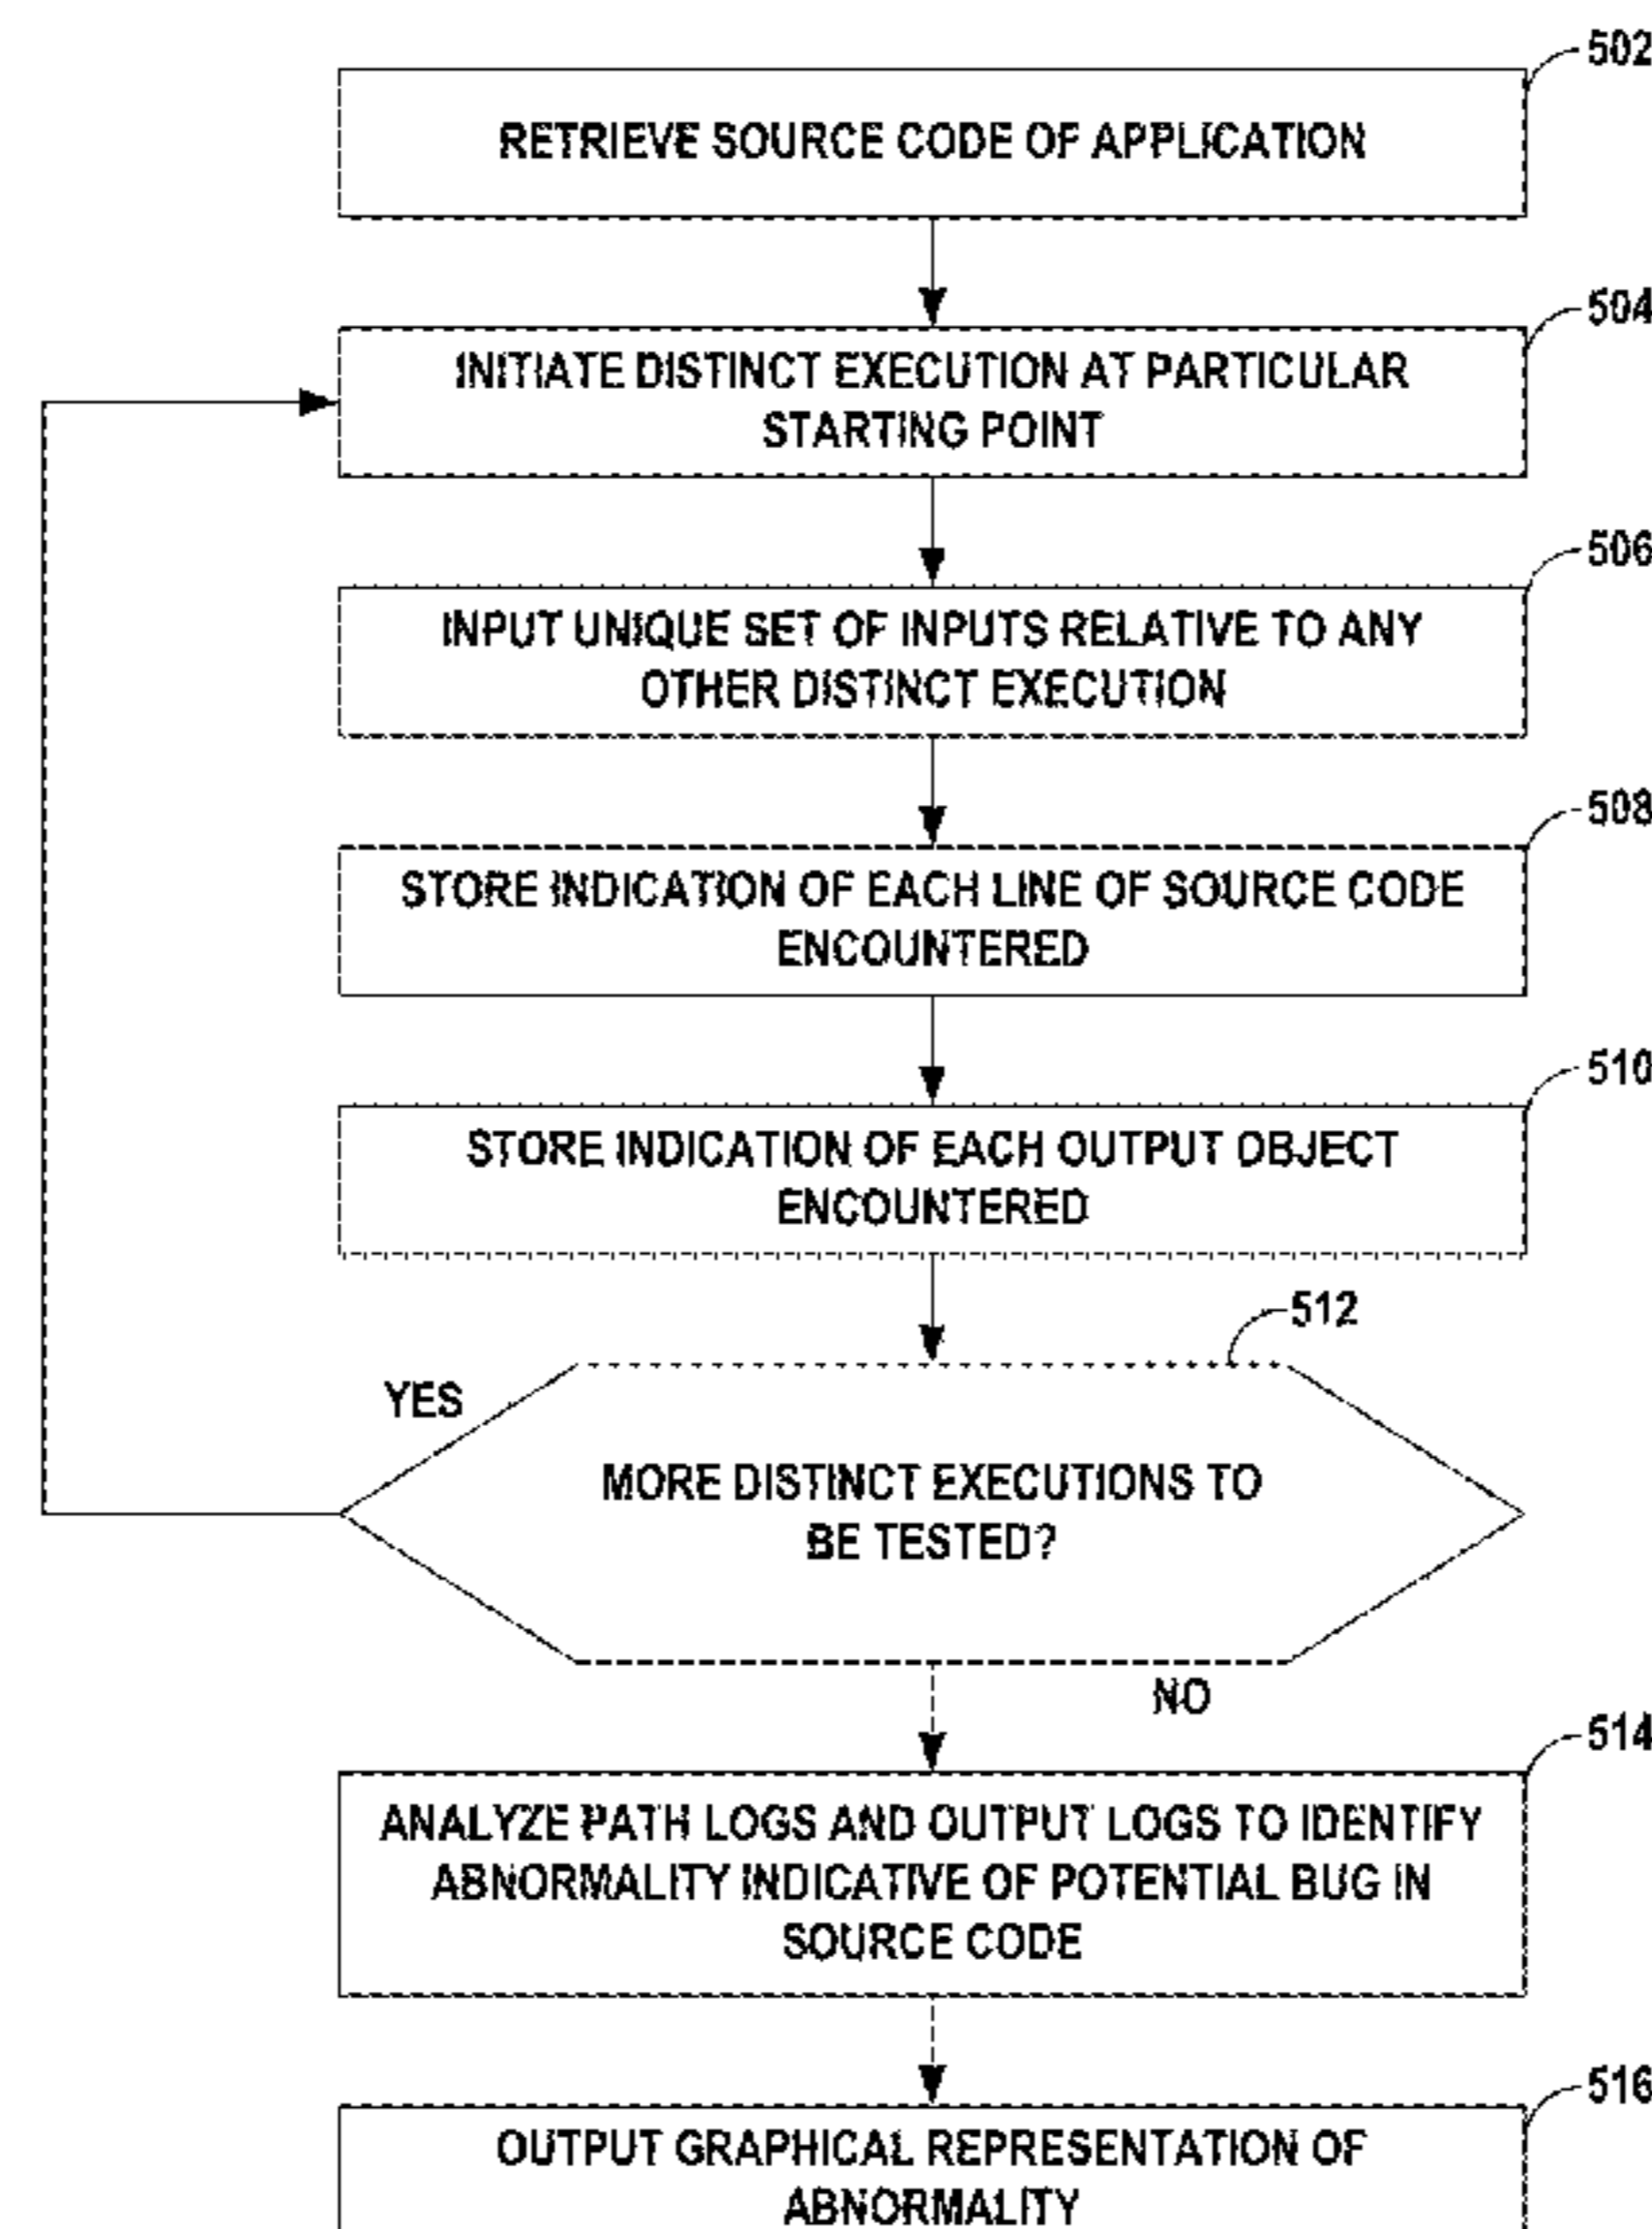 502
RETRIEVE SOURCE CODE OF APPLICATION
504
INITIATE DISTINCT EXECUTION AT PARTICULAR
STARTING POINT
506
INPUT UNIQUE SET OF INPUTS RELATIVE TO ANY
OTHER DISTINCT EXECUTION
508
STORE INDICATION OF EACH LINE OF SOURCE CODE
ENCOUNTERED
510
STORE INDICATION OF EACH OUTPUT OBJECT
ENCOUNTERED
512
YES
MORE DISTINCT EXECUTIONS TO
BE TESTED?
NO
514
ANALYZE PATH LOGS AND OUTPUT LOGS TO IDENTIFY
ABNORMALITY INDICATIVE OF POTENTIAL BUG IN
SOURCE CODE
516
OUTPUT GRAPHICAL REPRESENTATION OF
ABNORMALITY